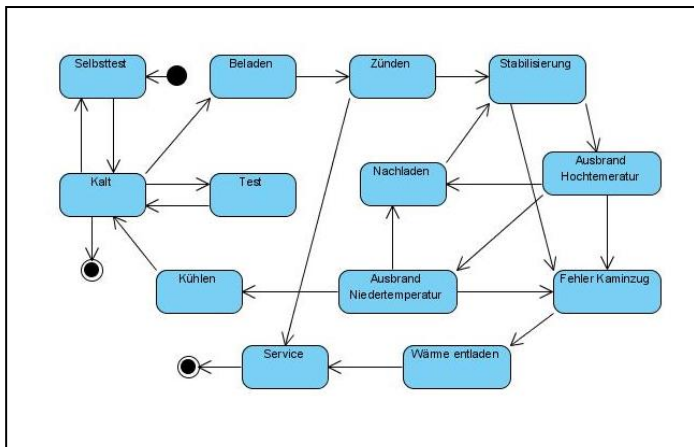 Selbsttest
Beladen
Zünden
Stabilisierung
Kalt
Test
Nachladen
Ausbrand
Hochtemeratur
Kühlen
Ausbrand
Niedertemperatur
Fehler Kaminzug
Service
Wärme entladen